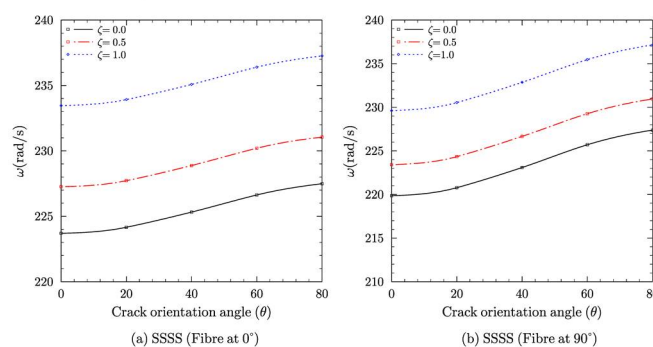 240
235
230
225
220
ω(rad/s)
ζ= 0.0
ζ= 0.5
ζ= 1.0
0 20 40 60 80
Crack orientation angle (θ)
(a) SSSS (Fibre at 0°)
240
235
230
225
220
215
210
ω(rad/s)
ζ= 0.0
ζ= 0.5
ζ=1.0
0 20 40 60 80
Crack orientation angle (θ)
(b) SSSS (Fibre at 90°)